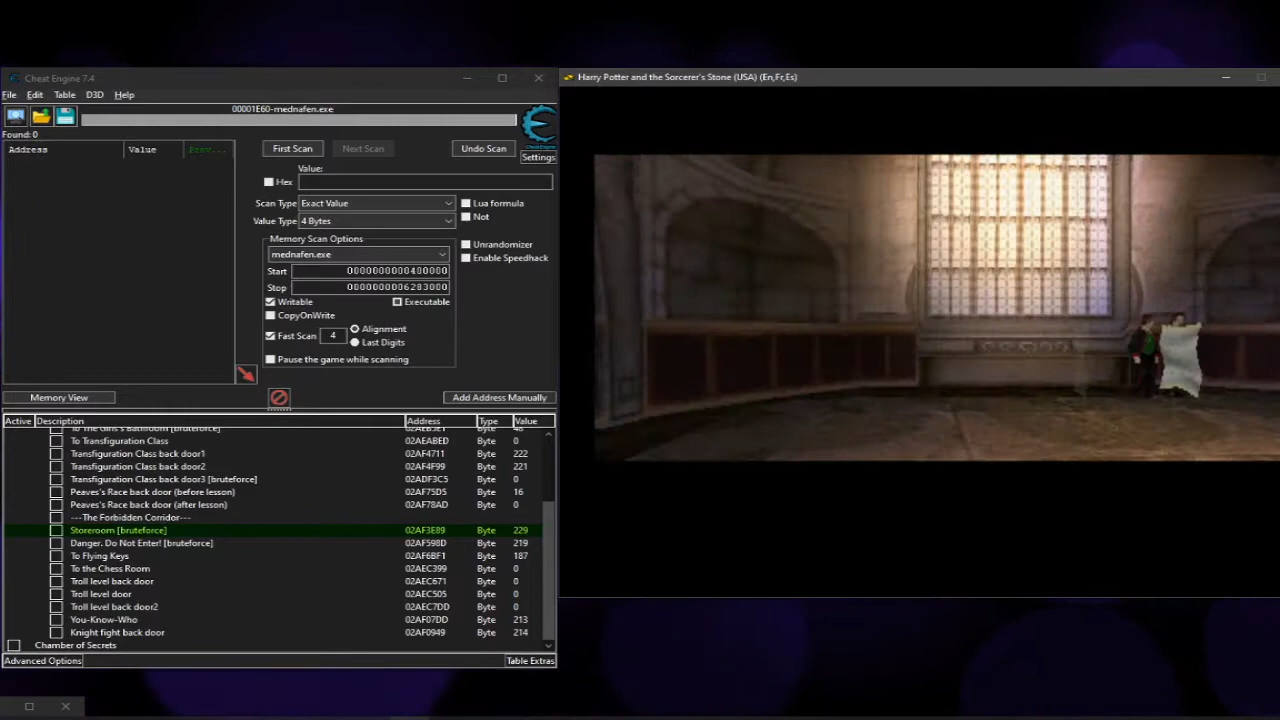 Cheat Engine 7.4
File Edit Table D3D Help
00001E60-mednafen.exe
Found: 0
Settings
Address Value Prev...
First Scan Next Scan Undo Scan
Value:
Hex
Scan Type Exact Value
Value Type 4 Bytes
Lua formula
Not
Memory Scan Options
mednafen.exe
Start 0000000000400000
Stop 0000000006283000
Writable Executable
CopyOnWrite
Fast Scan 4 Alignment
Last Digits
Pause the game while scanning
Unrandomizer
Enable Speedhack
Memory View Add Address Manually
Active Description Address Type Value
To The Girl's Bathroom [bruteforce] Byte 48
To Transfiguration Class 02AEABED Byte 0
Transfiguration Class back door1 02AF4711 Byte 222
Transfiguration Class back door2 02AF4F99 Byte 221
Transfiguration Class back door3 [bruteforce] 02ADF3C5 Byte 0
Peaves's Race back door (before lesson) 02AF75D5 Byte 16
Peaves's Race back door (after lesson) 02AF78AD Byte 0
---The Forbidden Corridor---
Storeroom [bruteforce] 02AF3E89 Byte 229
Danger. Do Not Enter! [bruteforce] 02AF598D Byte 219
To Flying Keys 02AF6BF1 Byte 187
To the Chess Room 02AEC399 Byte 0
Troll level back door 02AEC671 Byte 0
Troll level door 02AEC505 Byte 0
Troll level back door2 02AEC7DD Byte 0
You-Know-Who 02AF07DD Byte 213
Knight fight back door 02AF0949 Byte 214
Chamber of Secrets
Advanced Options Table Extras
Harry Potter and the Sorcerer's Stone (USA) (En,Fr,Es)